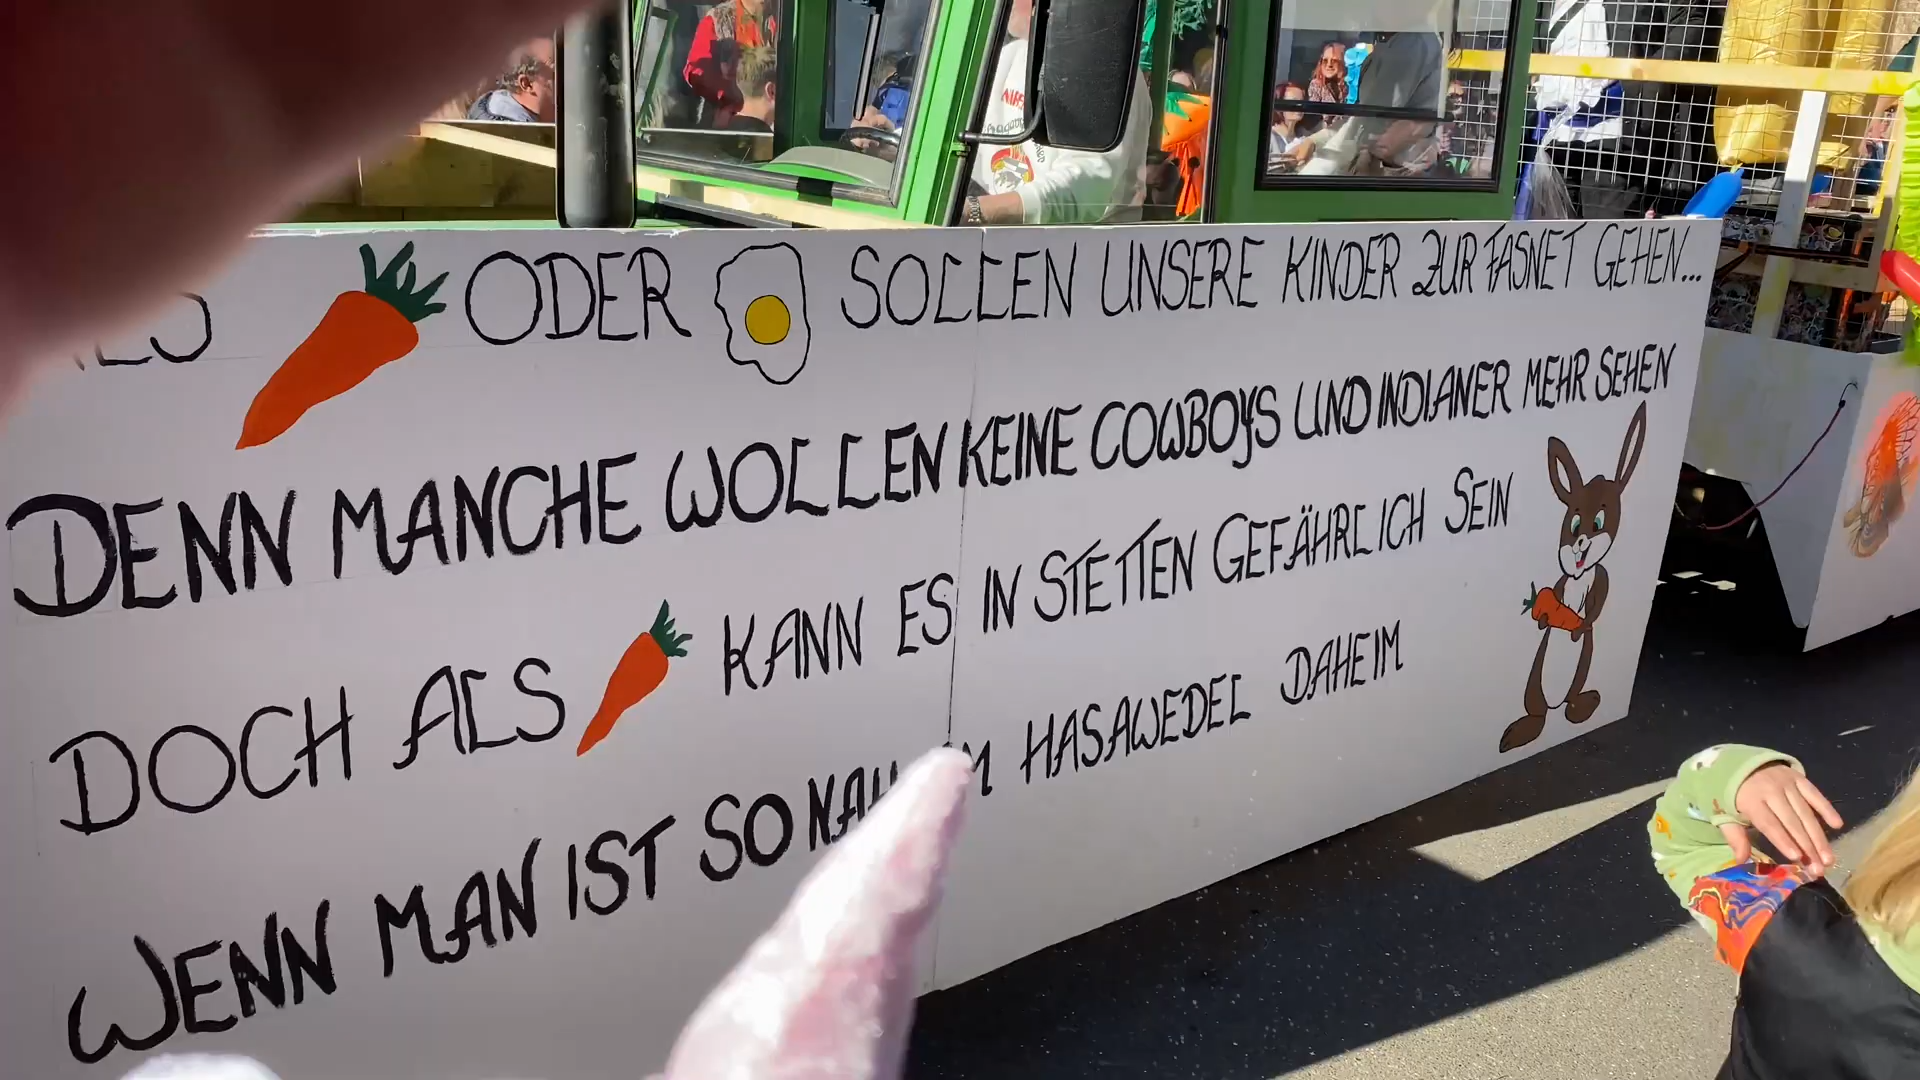 ODER SOLLEN UNSERE KINDER ZUR FASNET GEHEN...
DENN MANCHE WOLLEN KEINE COWBOYS UND INDIANER MEHR SEHEN
DOCH ALS KANN ES IN STETTEN GEFÄHRLICH SEIN
WENN MAN IST SO NAH HASAWEDEL DAHEIM